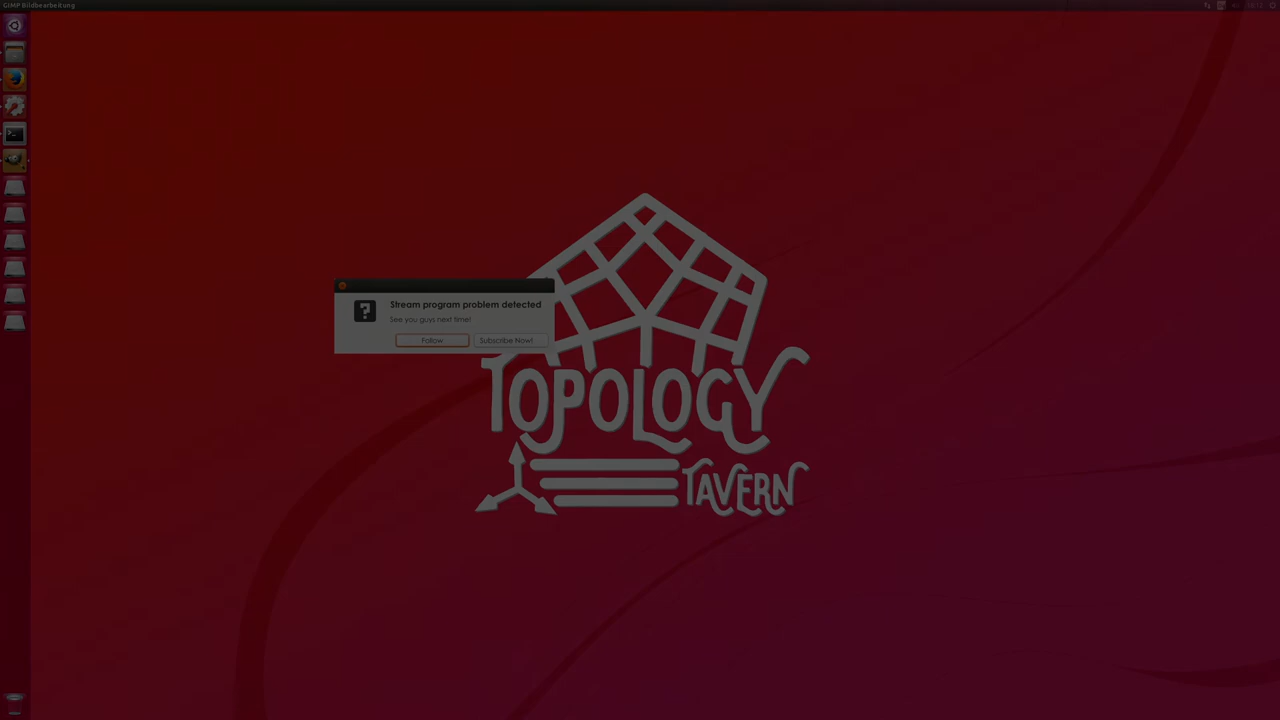 GIMP Bildbearbeitung
Stream program problem detected
See you guys next time!
Follow
Subscribe Now!
TOPOLOGY
TAVERN